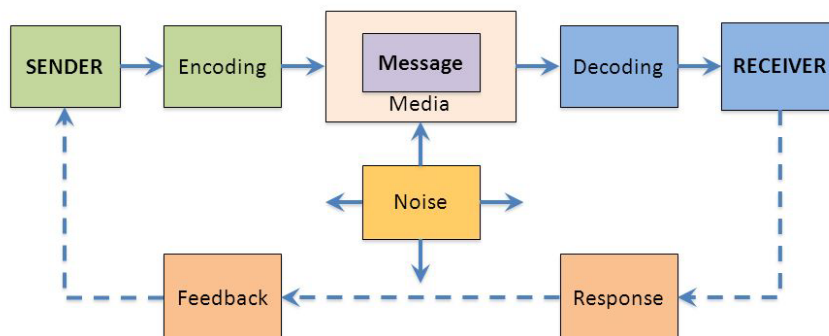 SENDER
Encoding
Message
Media
Decoding
RECEIVER
Noise
Feedback
Response